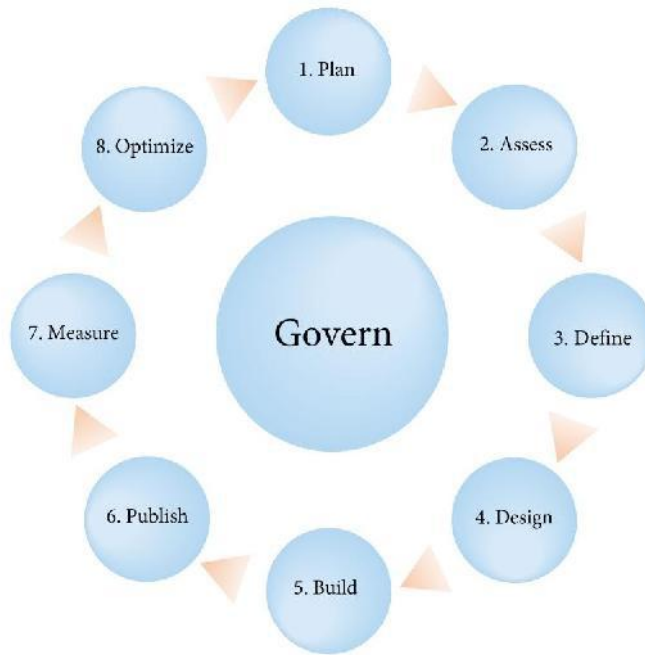 1. Plan
2. Assess
3. Define
4. Design
5. Build
6. Publish
7. Measure
8. Optimize
Govern